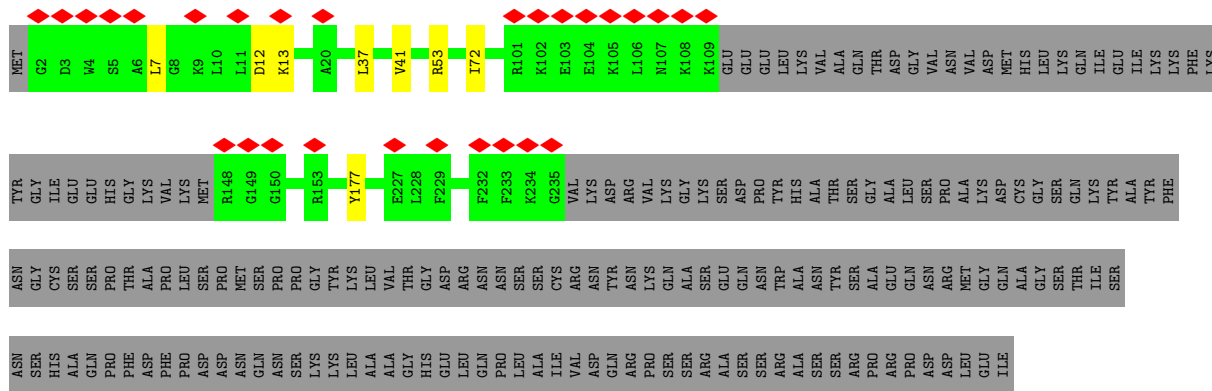 MET G2 D3 W4 S5 A6 L7 G8 K9 L10 L11 D12 K13 A20 L37 V41 R53 I72 R101 K102 E103 E104 K105 L106 N107 K108 K109 GLU GLU GLU LEU LYS VAL ALA GLN THR ASP GLY VAL ASN VAL ASP MET HIS LEU LYS GLN ILE GLU ILE LYS LYS PHE LYS
TYR GLY ILE GLU GLU HIS GLY LYS VAL LYS MET R148 G149 G150 R153 Y177 E227 L228 F229 F232 F233 K234 G235 VAL LYS ASP ARG VAL LYS GLY LYS SER ASP PRO TYR HIS ALA THR SER GLY ALA LEU SER PRO ALA LYS ASP CYS GLY SER GLN LYS TYR ALA TYR PHE
ASN GLY CYS SER SER PRO THR ALA PRO LEU SER PRO MET SER PRO PRO GLY TYR LYS LEU VAL THR GLY ASP ARG ASN ASN SER SER CYS ARG ASN TYR ASN LYS GLN ALA SER GLU GLN ASN TRP ALA ASN TYR SER ALA GLU GLN ASN ARG MET GLY GLN ALA GLY SER THR ILE SER
ASN SER HIS ALA GLN PRO PHE ASP PHE PRO ASP ASP ASN GLN ASN SER LYS LYS LEU ALA ALA GLY HIS GLU LEU GLN PRO LEU ALA ILE VAL ASP GLN ARG PRO SER SER ARG ALA SER SER ARG ALA SER SER ARG PRO ARG PRO ASP ASP LEU GLU ILE